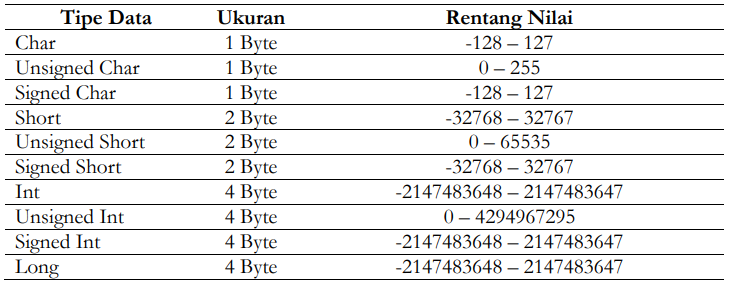 Tipe Data Ukuran Rentang Nilai
Char 1 Byte -128 – 127
Unsigned Char 1 Byte 0 – 255
Signed Char 1 Byte -128 – 127
Short 2 Byte -32768 – 32767
Unsigned Short 2 Byte 0 – 65535
Signed Short 2 Byte -32768 – 32767
Int 4 Byte -2147483648 – 2147483647
Unsigned Int 4 Byte 0 – 4294967295
Signed Int 4 Byte -2147483648 – 2147483647
Long 4 Byte -2147483648 – 2147483647